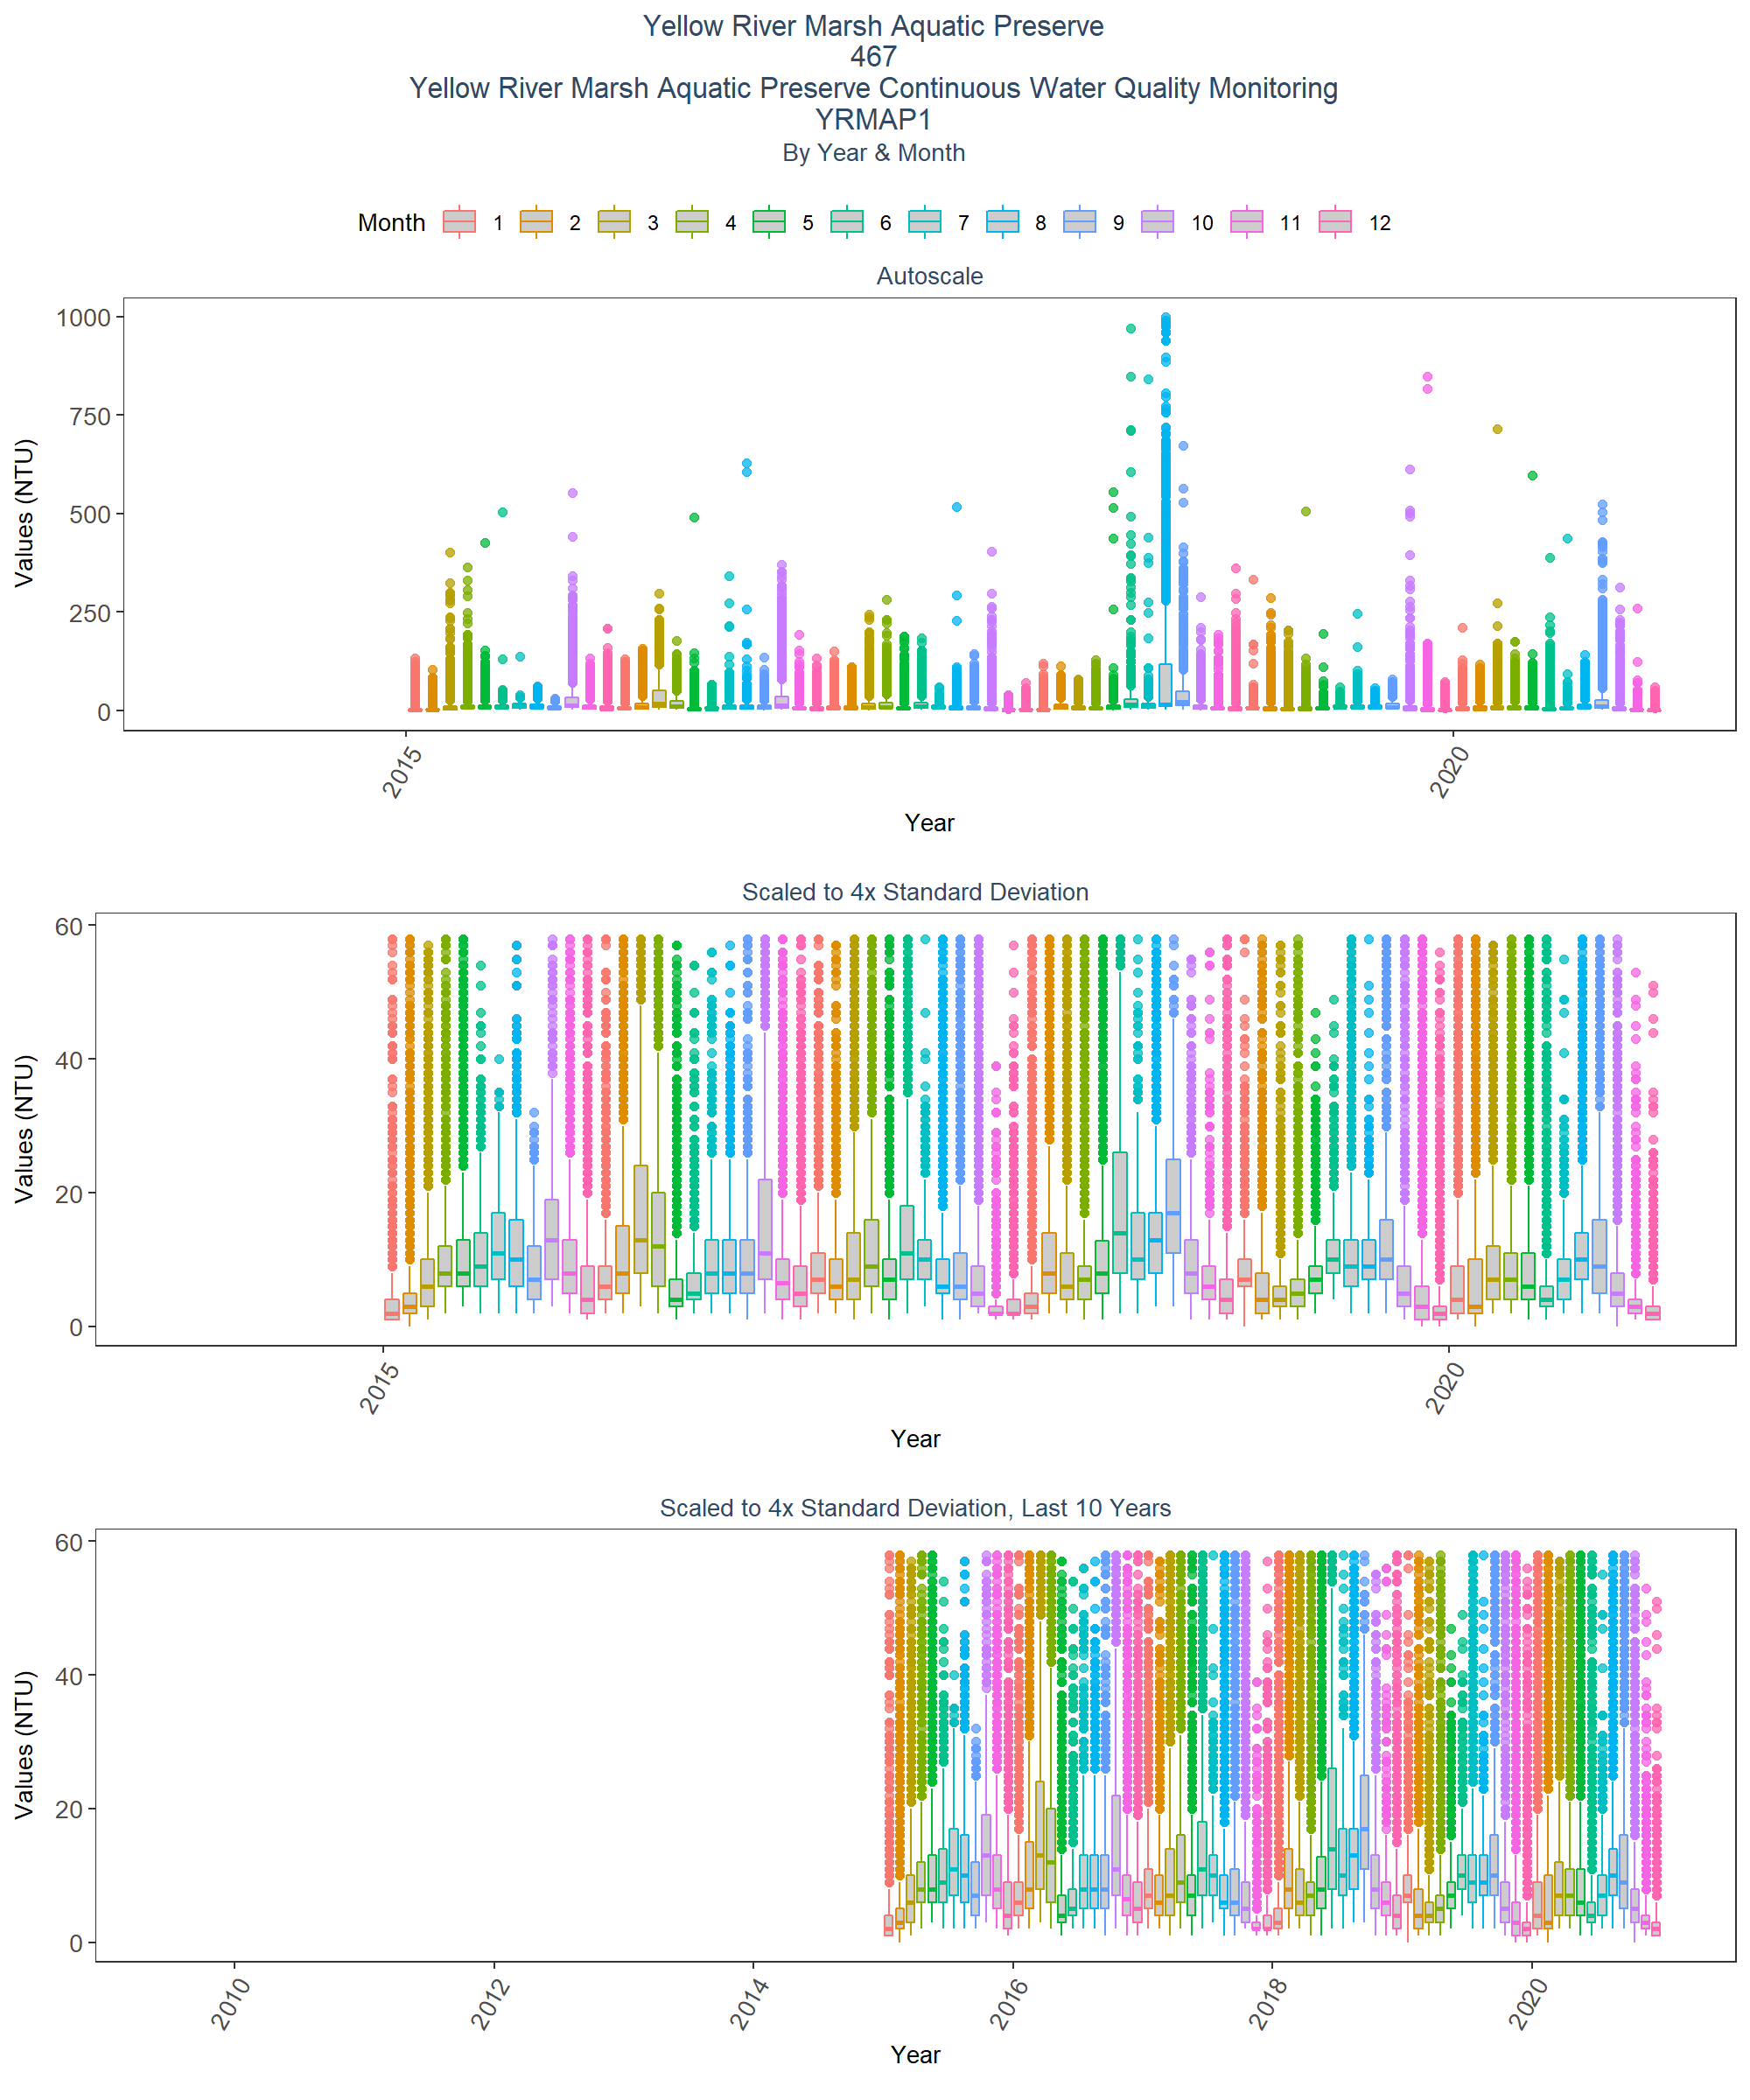 Yellow River Marsh Aquatic Preserve
467
Yellow River Marsh Aquatic Preserve Continuous Water Quality Monitoring
YRMAP1
By Year & Month
Month 1 2 3 4 5 6 7 8 9 10 11 12
Autoscale
Values (NTU)
1000
750
500
250
0
2015 2020
Year
Scaled to 4x Standard Deviation
Values (NTU)
60
40
20
0
2015 2020
Year
Scaled to 4x Standard Deviation, Last 10 Years
Values (NTU)
60
40
20
0
2010 2012 2014 2016 2018 2020
Year